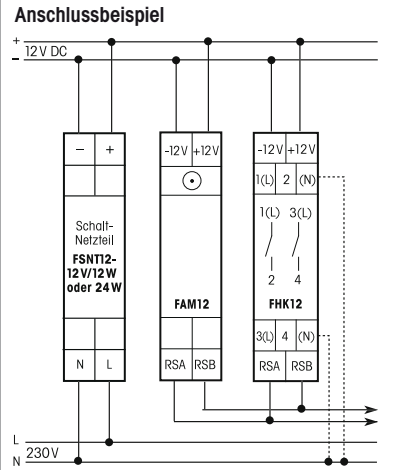 Anschlussbeispiel
+
12V DC
–
– +
-12V +12V
-12V +12V
1(L) 2 (N)
Schalt-
Netzteil
FSNT12-
12V/12W
oder 24W
FAM12
1(L) 3(L)
2 4
FHK12
3(L) 4 (N)
N L
RSA RSB
RSA RSB
L
230V
N